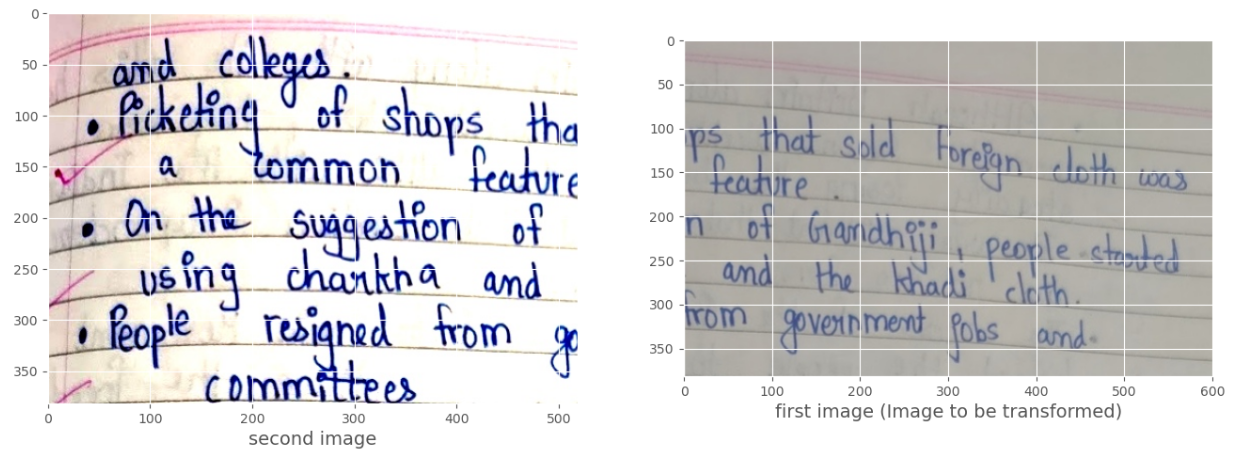 0
50
100
150
200
250
300
350
and colleges.
• Picketing of shops tha
a common feature
• On the suggestion of
using charkha and
• People resigned from go
committees
0 100 200 300 400 500
second image
0
50
100
150
200
250
300
350
ps that sold Foreign cloth was
feature.
n of Gandhiji, people started
and the khadi cloth.
from government jobs and
0 100 200 300 400 500 600
first image (Image to be transformed)